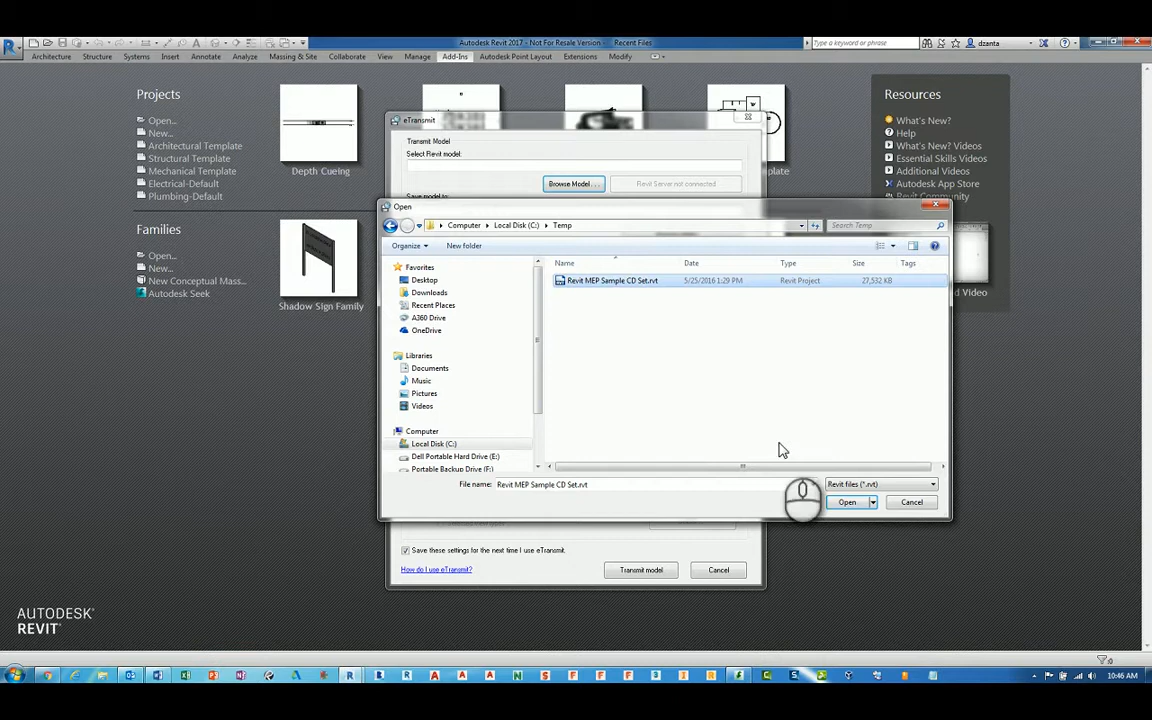 Autodesk Revit 2017 - Not For Resale Version - Recent Files
Type a keyword or phrase
dzanta
Architecture Structure Systems Insert Annotate Analyze Massing & Site Collaborate View Manage Add-Ins Autodesk Point Layout Extensions Modify
Projects
Open...
New...
Architectural Template
Structural Template
Mechanical Template
Electrical-Default
Plumbing-Default
Depth Cueing
Families
Open...
New...
New Conceptual Mass...
Autodesk Seek
Shadow Sign Family
Resources
What's New?
Help
What's New? Videos
Essential Skills Videos
Additional Videos
Autodesk App Store
Revit Community
eTransmit
Transmit Model
Select Revit model:
Browse Model...
Revit Server not connected
Save model to:
Open
Computer
Local Disk (C:)
Temp
Search Temp
Organize
New folder
Favorites
Desktop
Downloads
Recent Places
A360 Drive
OneDrive
Libraries
Documents
Music
Pictures
Videos
Computer
Local Disk (C:)
Dell Portable Hard Drive (E:)
Portable Backup Drive (F:)
Name Date Type Size Tags
Revit MEP Sample CD Set.rvt 5/25/2016 1:29 PM Revit Project 27,532 KB
File name: Revit MEP Sample CD Set.rvt
Revit files (*.rvt)
Open
Cancel
Save these settings for the next time I use eTransmit.
How do I use eTransmit?
Transmit model
Cancel
AUTODESK®
REVIT®
10:46 AM